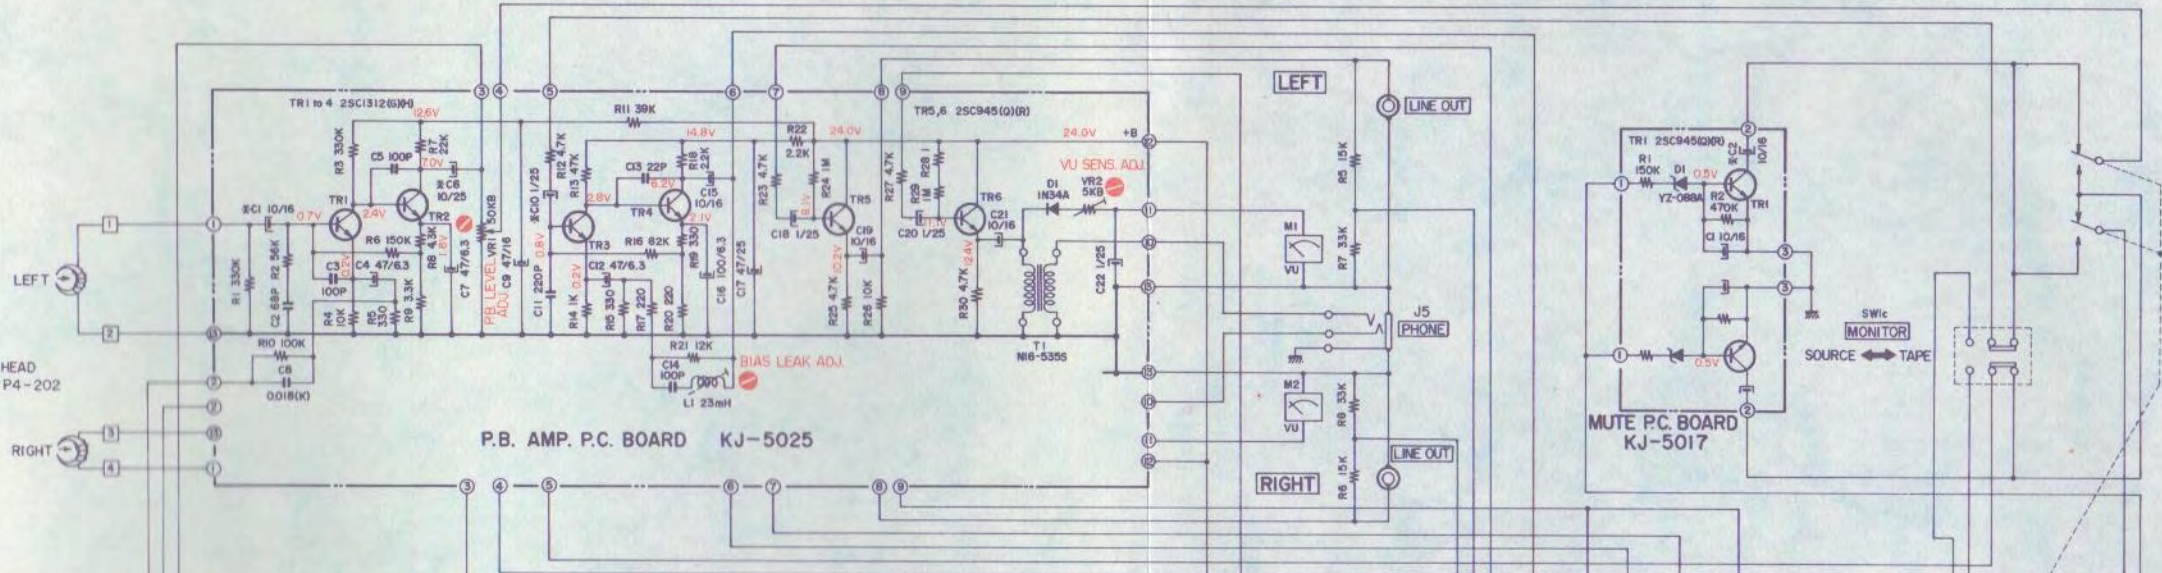 LEFT
HEAD
P4-202
RIGHT
1
2
3
4
TR1 to 4 2SC1312(G)(H)
R3 330K
C5 100P
12.6V
R7 22K
7.0V
※C6 10/25
TR1
TR2
※C1 10/16
0.7V
2.4V
1.8V
R1 330K
R2 56K
C2 68P
C3 100P
0.2V
R6 150K
C4 47/6.3
R4 10K
R5 330
R8 4.3K
R9 3.3K
C7 47/6.3
R10 100K
C8
0.018(K)
P.B. LEVEL ADJ.
VR1 50KB
C9 47/16
R11 39K
R12 4.7K
R13 47K
※C10 1/25
0.8V
C11 220P
C13 22P
14.8V
R18 2.2K
2.8V
6.2V
C15 10/16
TR3
TR4
2.1V
R16 82K
R19 330
C12 47/6.3
0.2V
R14 1K
R15 330
R17 220
R20 220
C16 100/6.3
C17 47/25
R21 12K
C14 100P
L1 23mH
BIAS LEAK ADJ.
R22 2.2K
24.0V
R23 4.7K
R24 1M
C18 1/25
TR5
C19 10/16
10.2V
R25 4.7K
R26 10K
TR5,6 2SC945(Q)(R)
R27 4.7K
R28 1
R29 1M
C20 1/25
TR6
C21 10/16
12.4V
R30 4.7K
24.0V
+B
VU SENS. ADJ.
D1 1N34A
VR2 5KB
C22 1/25
T1
N16-535S
P.B. AMP. P.C. BOARD KJ-5025
LEFT
LINE OUT
R5 15K
R7 33K
M1
VU
J5
PHONE
M2
VU
R8 33K
R6 15K
LINE OUT
RIGHT
TR1 2SC945(Q)(R)
※C2 10/16
R1 150K
D1
YZ-088A
0.5V
R2 470K
TR1
C1 10/16
0.5V
MUTE P.C. BOARD
KJ-5017
SW1c
MONITOR
SOURCE ↔ TAPE